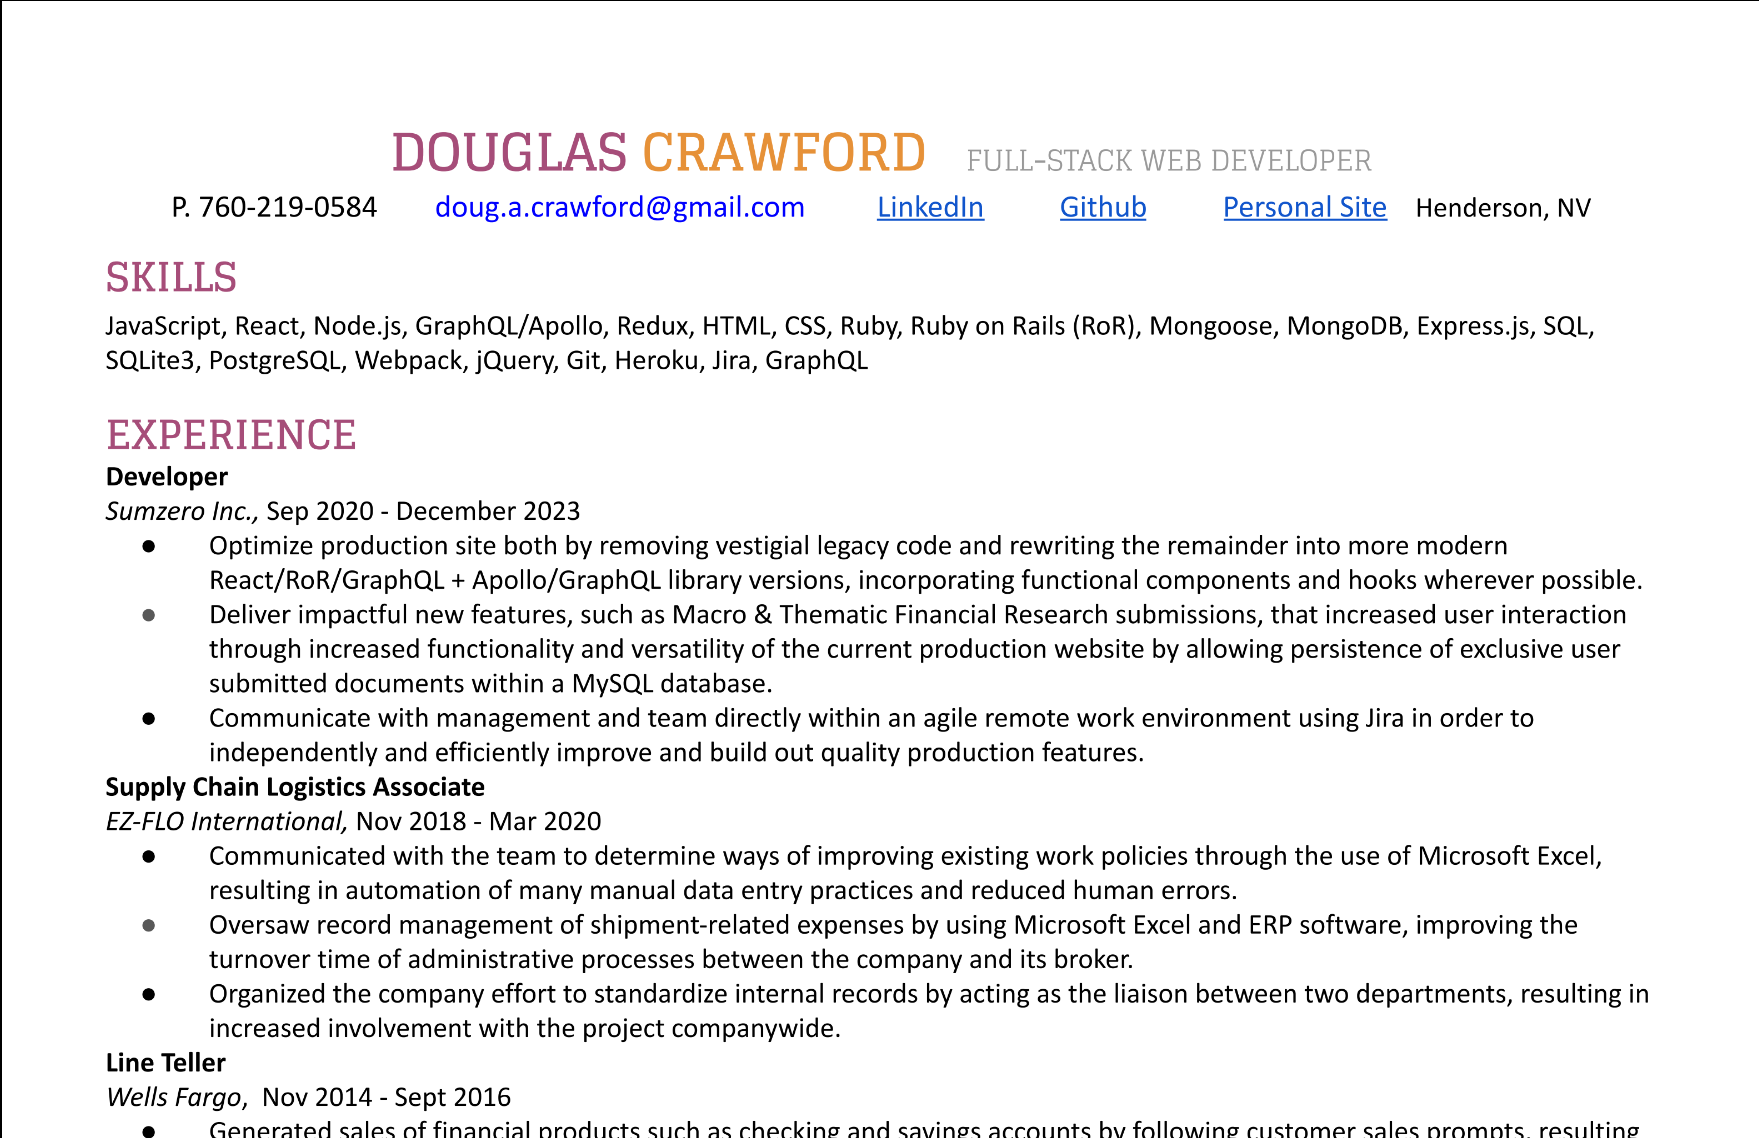 DOUGLAS CRAWFORD FULL-STACK WEB DEVELOPER
P. 760-219-0584 doug.a.crawford@gmail.com LinkedIn Github Personal Site Henderson, NV
SKILLS
JavaScript, React, Node.js, GraphQL/Apollo, Redux, HTML, CSS, Ruby, Ruby on Rails (RoR), Mongoose, MongoDB, Express.js, SQL,
SQLite3, PostgreSQL, Webpack, jQuery, Git, Heroku, Jira, GraphQL
EXPERIENCE
Developer
Sumzero Inc., Sep 2020 - December 2023
● Optimize production site both by removing vestigial legacy code and rewriting the remainder into more modern
React/RoR/GraphQL + Apollo/GraphQL library versions, incorporating functional components and hooks wherever possible.
● Deliver impactful new features, such as Macro & Thematic Financial Research submissions, that increased user interaction
through increased functionality and versatility of the current production website by allowing persistence of exclusive user
submitted documents within a MySQL database.
● Communicate with management and team directly within an agile remote work environment using Jira in order to
independently and efficiently improve and build out quality production features.
Supply Chain Logistics Associate
EZ-FLO International, Nov 2018 - Mar 2020
● Communicated with the team to determine ways of improving existing work policies through the use of Microsoft Excel,
resulting in automation of many manual data entry practices and reduced human errors.
● Oversaw record management of shipment-related expenses by using Microsoft Excel and ERP software, improving the
turnover time of administrative processes between the company and its broker.
● Organized the company effort to standardize internal records by acting as the liaison between two departments, resulting in
increased involvement with the project companywide.
Line Teller
Wells Fargo, Nov 2014 - Sept 2016
● Generated sales of financial products such as checking and savings accounts by following customer sales prompts, resulting